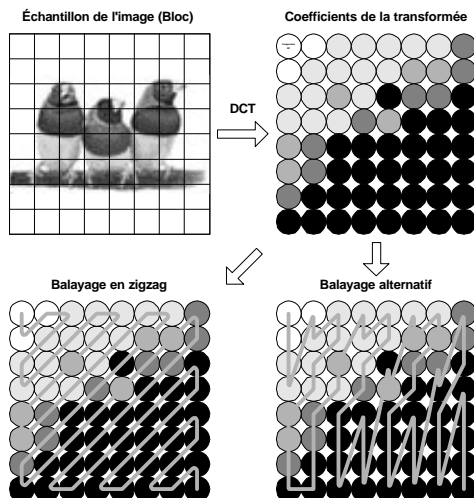 Échantillon de l'image (Bloc)
Coefficients de la transformée
DCT
Balayage en zigzag
Balayage alternatif